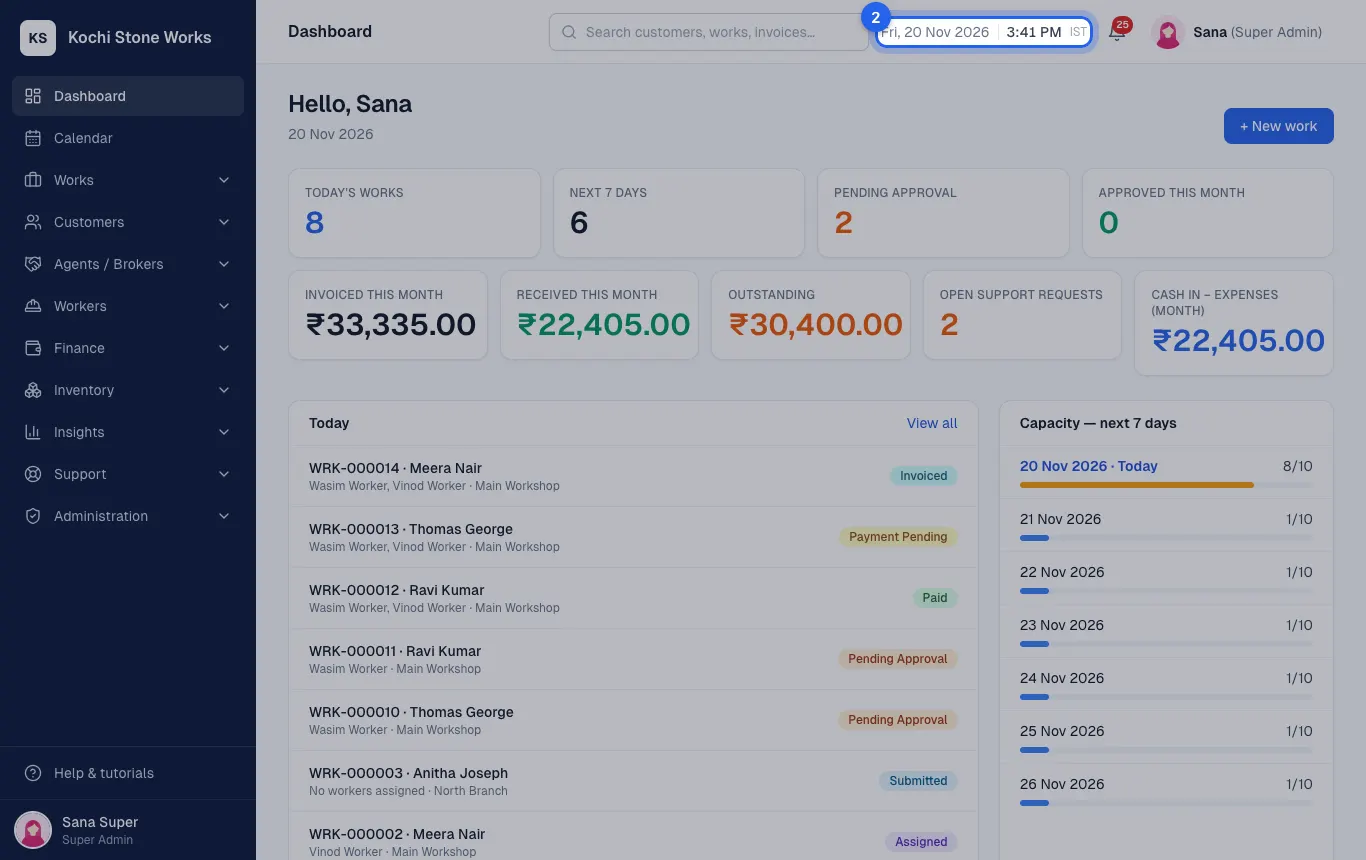 KS
Kochi Stone Works
Dashboard
Calendar
Works
Customers
Agents / Brokers
Workers
Finance
Inventory
Insights
Support
Administration
Help & tutorials
Sana Super
Super Admin
Dashboard
Search customers, works, invoices…
2
Fri, 20 Nov 2026 3:41 PM IST
25
Sana (Super Admin)
Hello, Sana
20 Nov 2026
+ New work
TODAY'S WORKS
8
NEXT 7 DAYS
6
PENDING APPROVAL
2
APPROVED THIS MONTH
0
INVOICED THIS MONTH
₹33,335.00
RECEIVED THIS MONTH
₹22,405.00
OUTSTANDING
₹30,400.00
OPEN SUPPORT REQUESTS
2
CASH IN – EXPENSES
(MONTH)
₹22,405.00
Today
View all
WRK-000014 · Meera Nair
Wasim Worker, Vinod Worker · Main Workshop
Invoiced
WRK-000013 · Thomas George
Wasim Worker, Vinod Worker · Main Workshop
Payment Pending
WRK-000012 · Ravi Kumar
Wasim Worker, Vinod Worker · Main Workshop
Paid
WRK-000011 · Ravi Kumar
Wasim Worker · Main Workshop
Pending Approval
WRK-000010 · Thomas George
Wasim Worker · Main Workshop
Pending Approval
WRK-000003 · Anitha Joseph
No workers assigned · North Branch
Submitted
WRK-000002 · Meera Nair
Vinod Worker · Main Workshop
Assigned
Capacity — next 7 days
20 Nov 2026 · Today 8/10
21 Nov 2026 1/10
22 Nov 2026 1/10
23 Nov 2026 1/10
24 Nov 2026 1/10
25 Nov 2026 1/10
26 Nov 2026 1/10